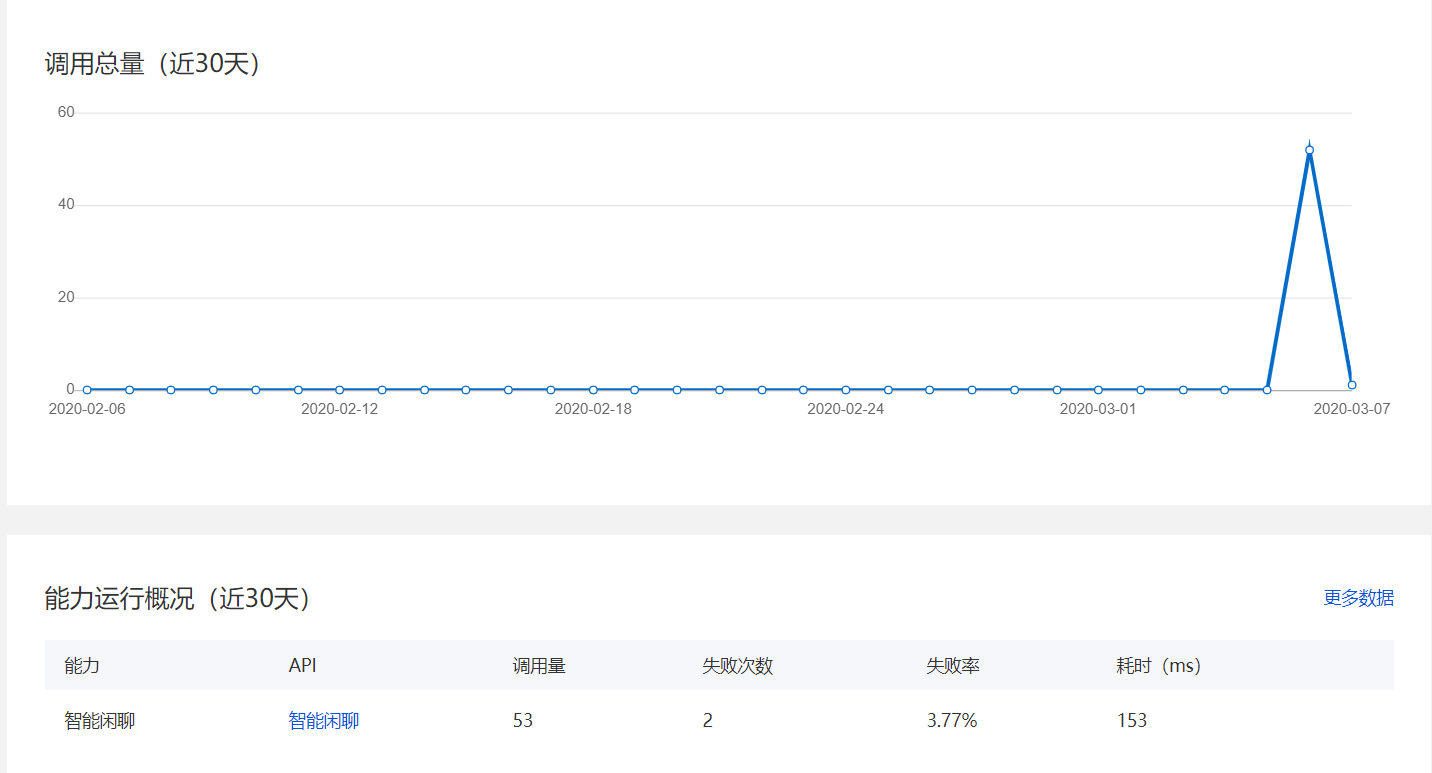 调用总量（近30天）
60
40
20
0
2020-02-06 2020-02-12 2020-02-18 2020-02-24 2020-03-01 2020-03-07
能力运行概况（近30天） 更多数据
能力 API 调用量 失败次数 失败率 耗时（ms）
智能闲聊 智能闲聊 53 2 3.77% 153